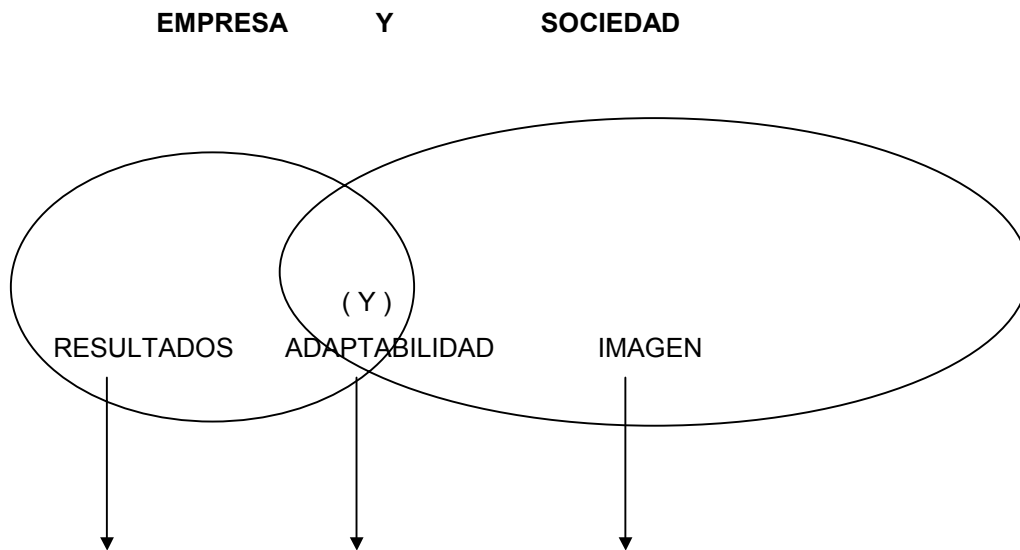 EMPRESA Y SOCIEDAD
( Y )
RESULTADOS ADAPTABILIDAD IMAGEN